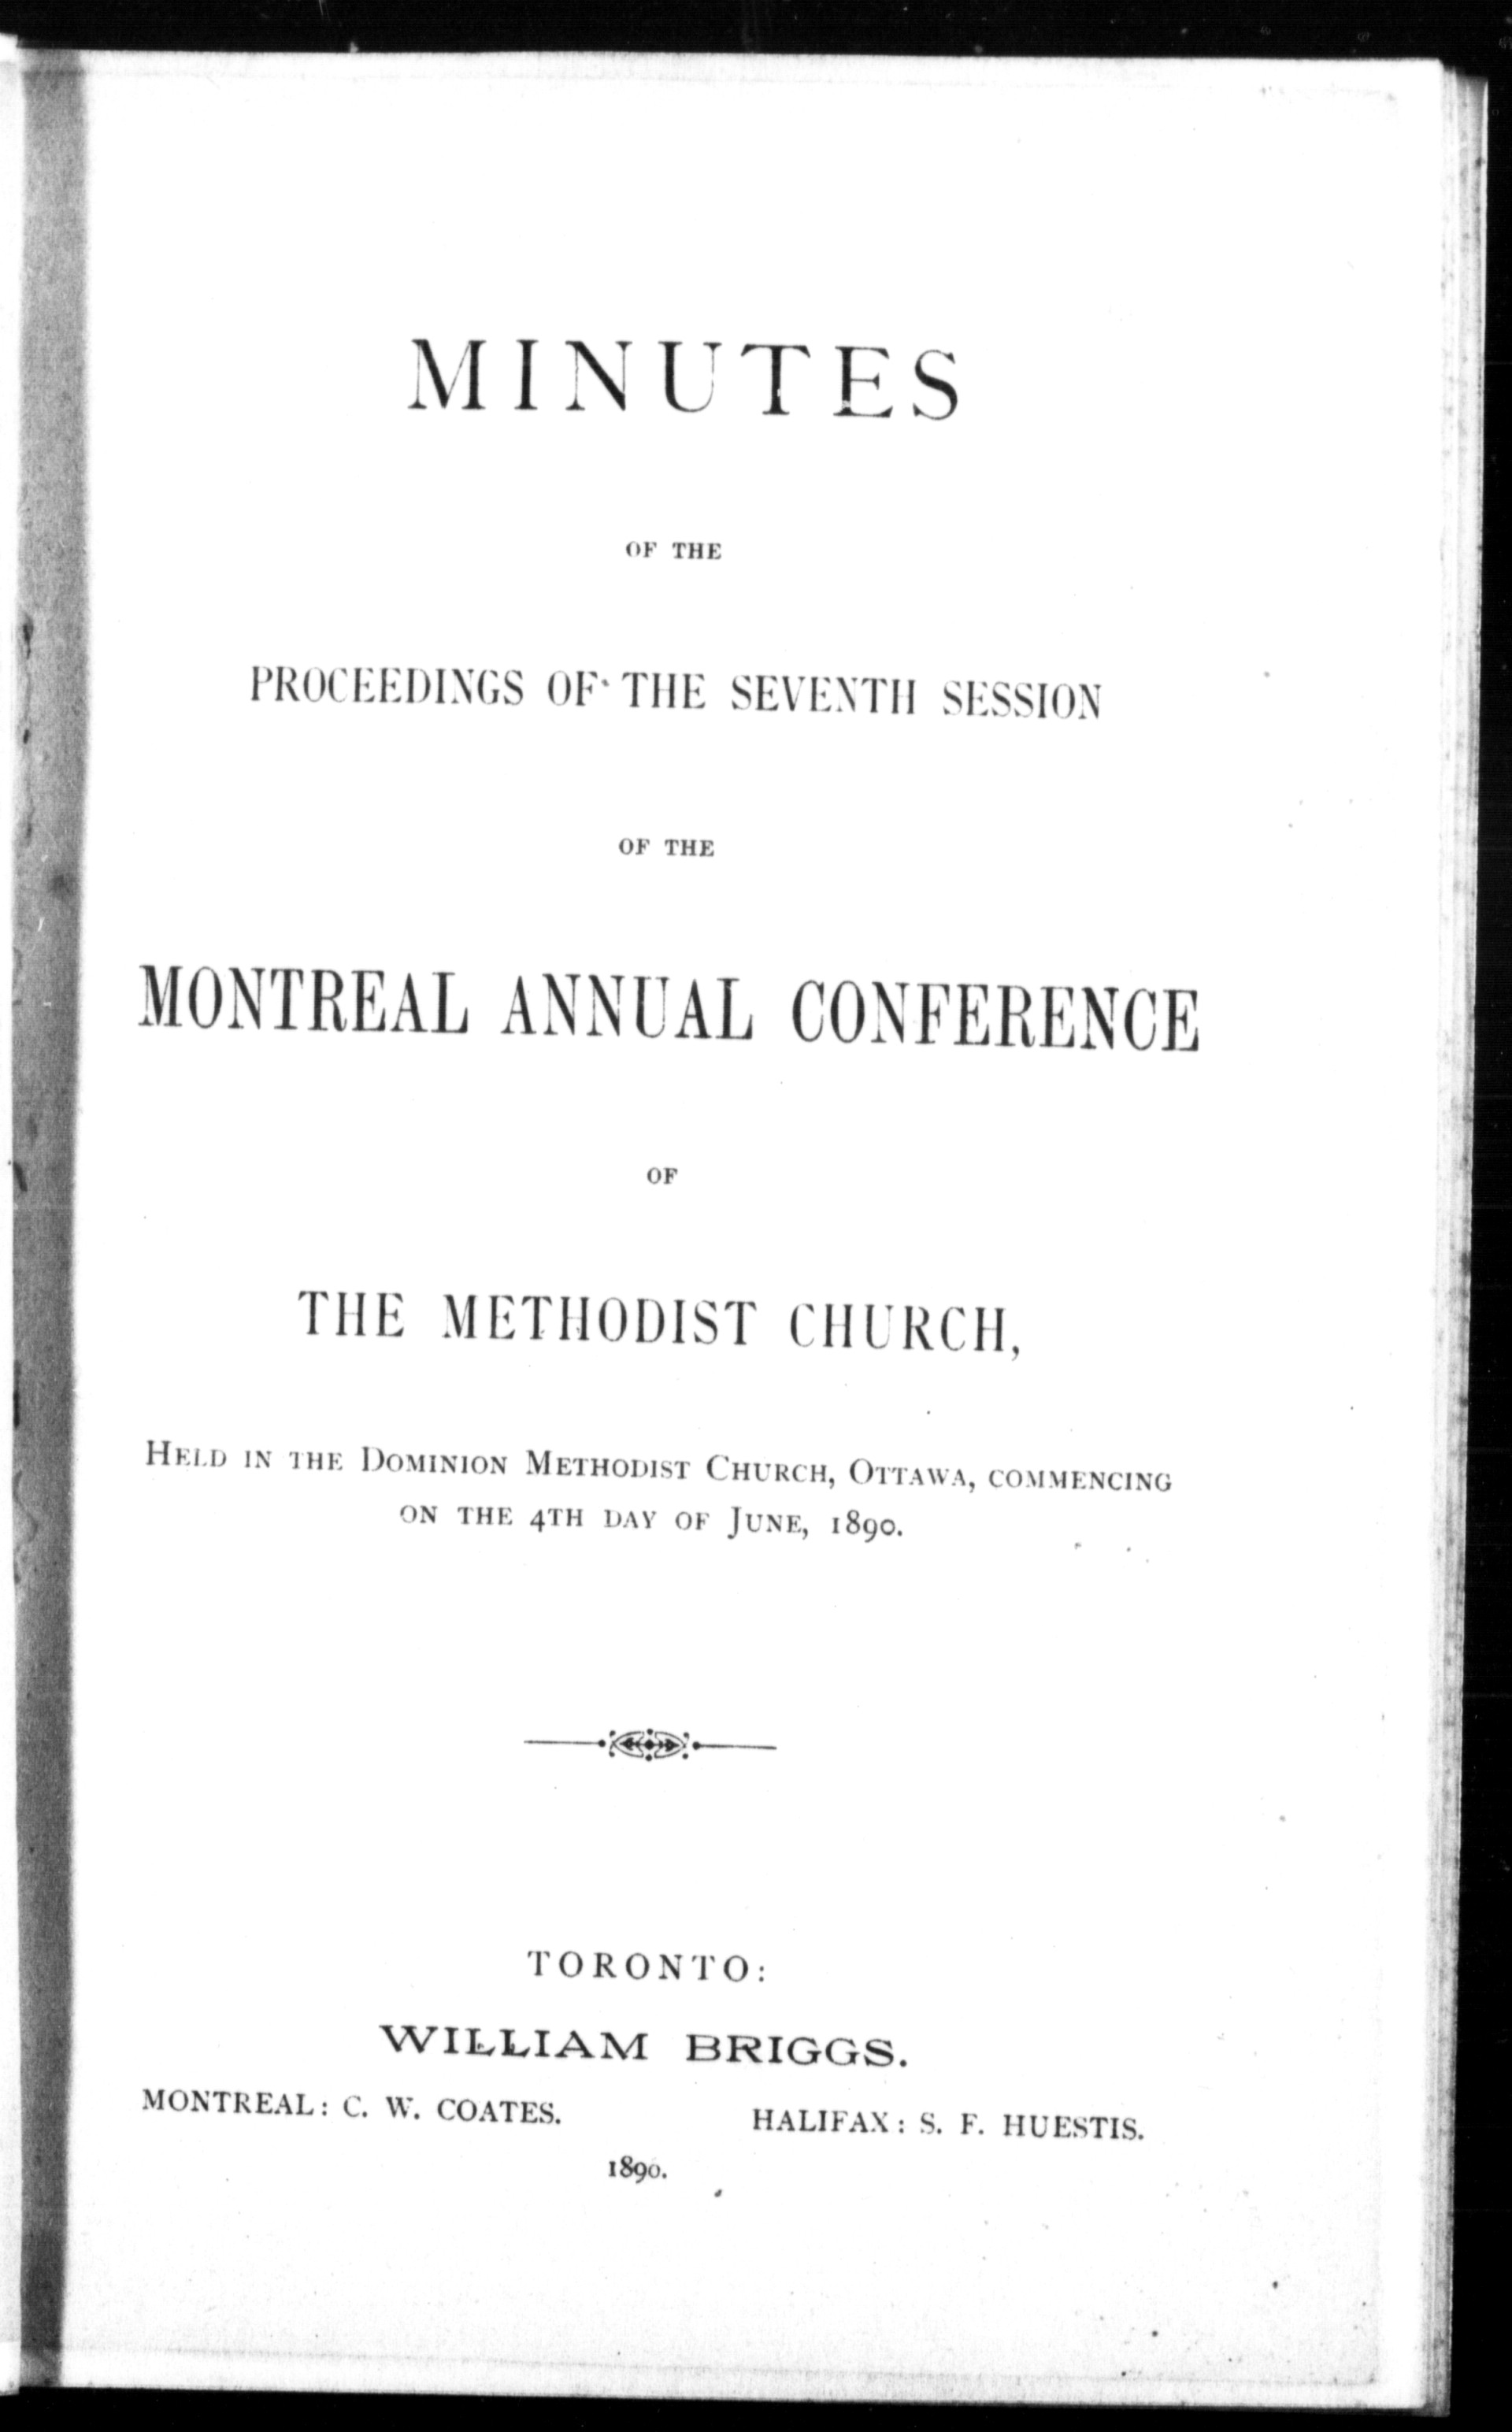 MINUTES
OF THE
PROCEEDINGS OF THE SEVENTH SESSION
OF THE
MONTREAL ANNUAL CONFERENCE
OF
THE METHODIST CHURCH,
HELD IN THE DOMINION METHODIST CHURCH, OTTAWA, COMMENCING
ON THE 4TH DAY OF JUNE, 1890.
TORONTO:
WILLIAM BRIGGS.
MONTREAL: C. W. COATES. HALIFAX: S. F. HUESTIS.
1890.